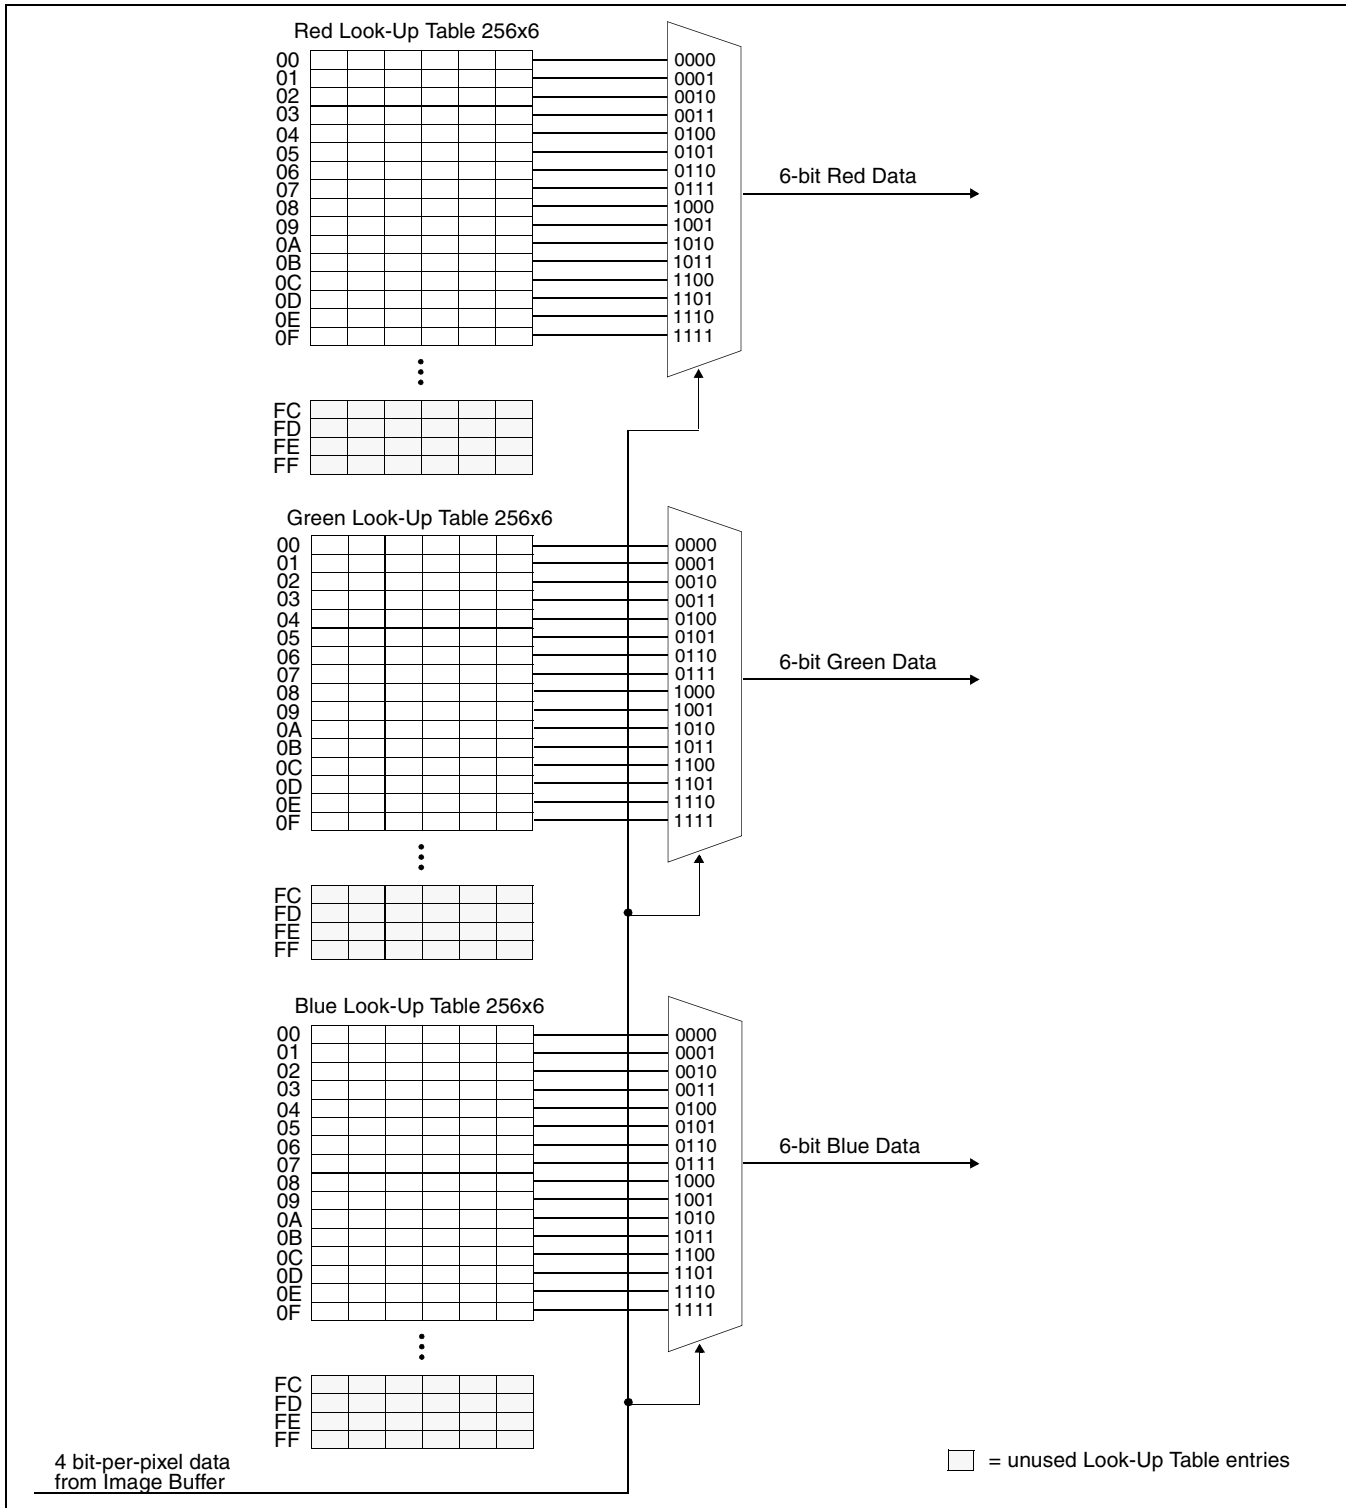 Red Look-Up Table 256x6
00 0000
01 0001
02 0010
03 0011
04 0100
05 0101
06 0110
07 0111
08 1000
09 1001
0A 1010
0B 1011
0C 1100
0D 1101
0E 1110
0F 1111
6-bit Red Data
FC
FD
FE
FF
Green Look-Up Table 256x6
00 0000
01 0001
02 0010
03 0011
04 0100
05 0101
06 0110
07 0111
08 1000
09 1001
0A 1010
0B 1011
0C 1100
0D 1101
0E 1110
0F 1111
6-bit Green Data
FC
FD
FE
FF
Blue Look-Up Table 256x6
00 0000
01 0001
02 0010
03 0011
04 0100
05 0101
06 0110
07 0111
08 1000
09 1001
0A 1010
0B 1011
0C 1100
0D 1101
0E 1110
0F 1111
6-bit Blue Data
FC
FD
FE
FF
4 bit-per-pixel data
from Image Buffer
= unused Look-Up Table entries